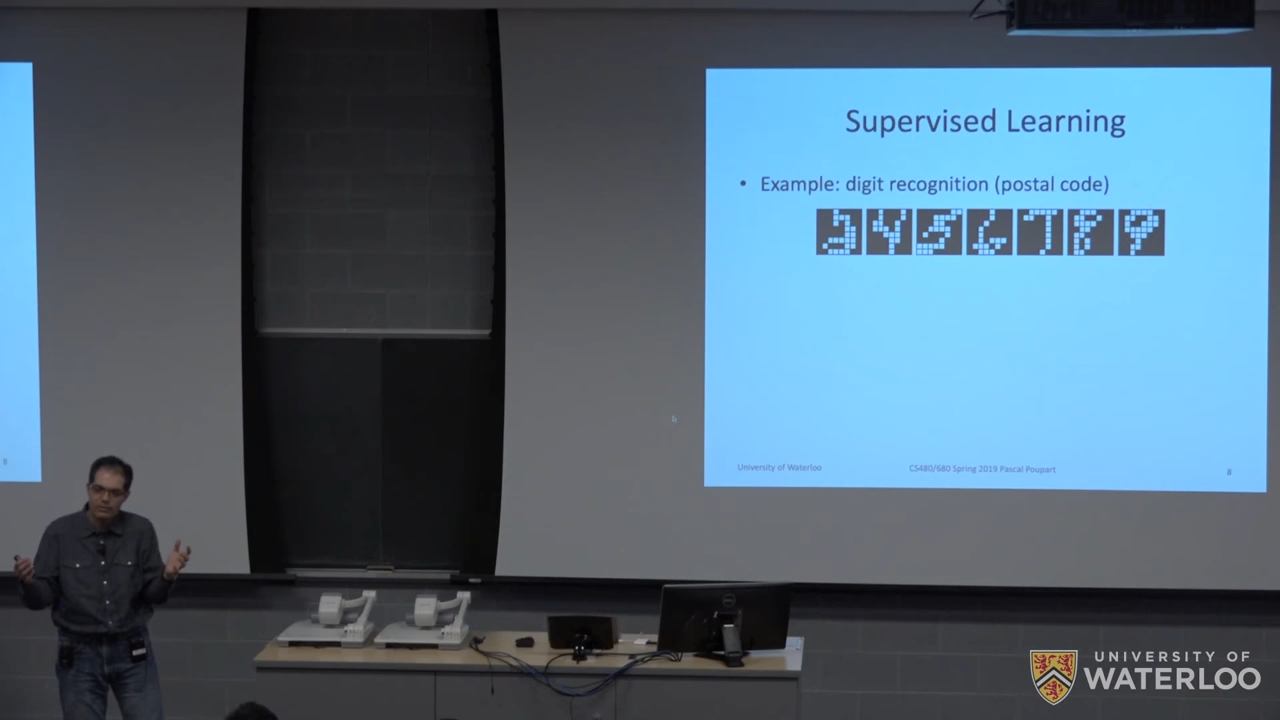 Supervised Learning
• Example: digit recognition (postal code)
University of Waterloo
CS480/680 Spring 2019 Pascal Poupart
8
UNIVERSITY OF
WATERLOO